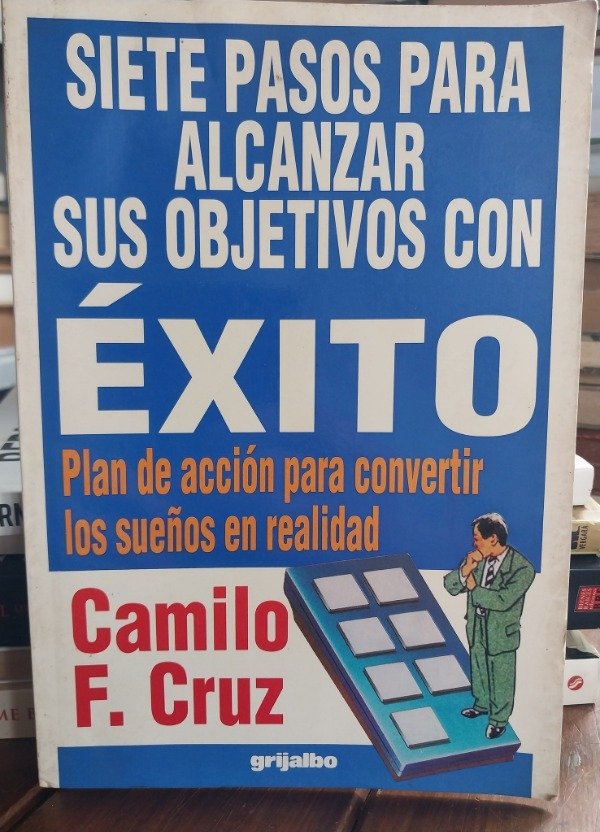 SIETE PASOS PARA
ALCANZAR
SUS OBJETIVOS CON
ÉXITO
Plan de acción para convertir
los sueños en realidad
Camilo
F. Cruz
grijalbo
VERGARA